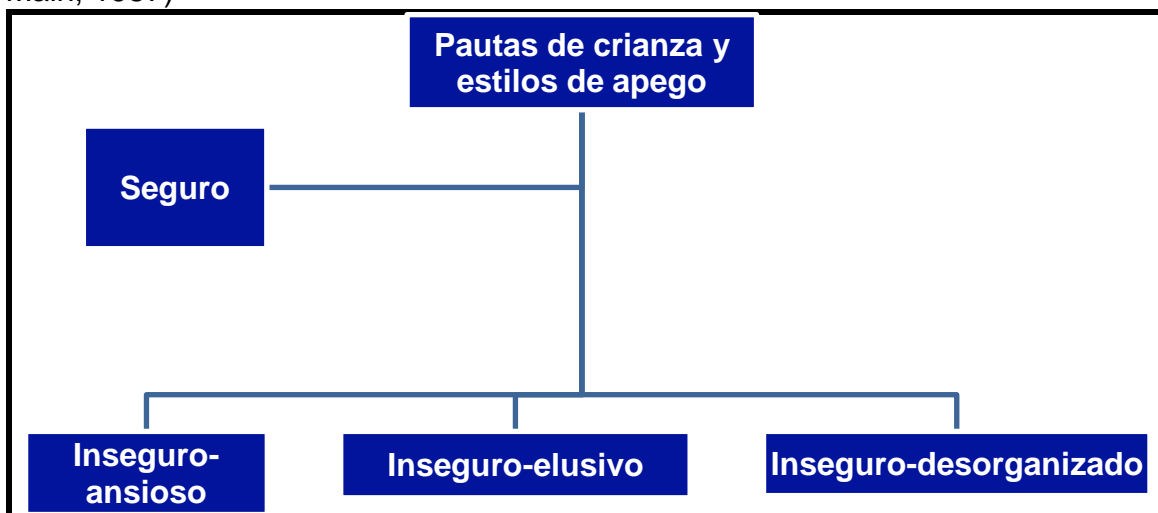 Pautas de crianza y
estilos de apego
Seguro
Inseguro-
ansioso
Inseguro-elusivo
Inseguro-desorganizado